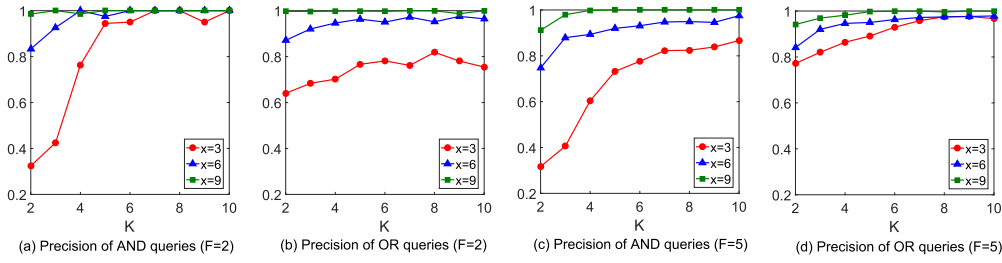 1
0.8
0.6
0.4
0.2
2
4
6
8
10
K
x=3
x=6
x=9
(a) Precision of AND queries (F=2)
1
0.8
0.6
0.4
0.2
2
4
6
8
10
K
x=3
x=6
x=9
(b) Precision of OR queries (F=2)
1
0.8
0.6
0.4
0.2
2
4
6
8
10
K
x=3
x=6
x=9
(c) Precision of AND queries (F=5)
1
0.8
0.6
0.4
0.2
2
4
6
8
10
K
x=3
x=6
x=9
(d) Precision of OR queries (F=5)